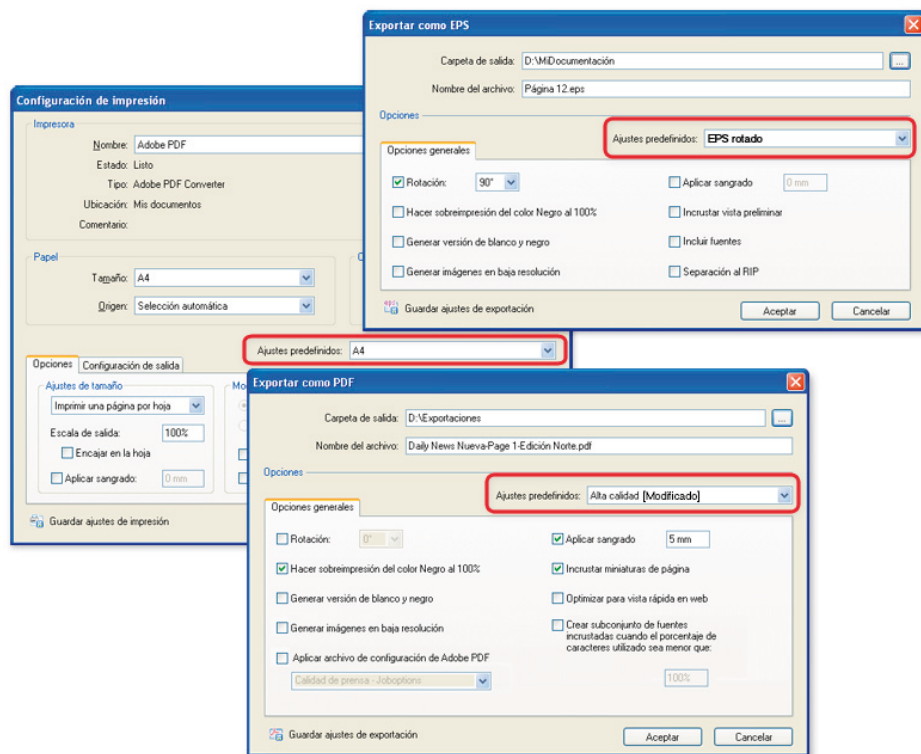 Exportar como EPS
Carpeta de salida: D:\MiDocumentación ...
Nombre del archivo: Página 12.eps
Opciones
Ajustes predefinidos: EPS rotado
Opciones generales
Rotación: 90° Aplicar sangrado 0 mm
Hacer sobreimpresión del color Negro al 100% Incrustar vista preliminar
Generar versión de blanco y negro Incluir fuentes
Generar imágenes en baja resolución Separación al RIP
Guardar ajustes de exportación Aceptar Cancelar
Configuración de impresión
Impresora
Nombre: Adobe PDF
Estado: Listo
Tipo: Adobe PDF Converter
Ubicación: Mis documentos
Comentario:
Papel
Tamaño: A4
Origen: Selección automática
Ajustes predefinidos: A4
Opciones Configuración de salida
Ajustes de tamaño
Imprimir una página por hoja
Escala de salida: 100%
Encajar en la hoja
Aplicar sangrado: 0 mm
Guardar ajustes de impresión
Exportar como PDF
Carpeta de salida: D:\Exportaciones ...
Nombre del archivo: Daily News Nueva-Page 1-Edición Norte.pdf
Opciones
Ajustes predefinidos: Alta calidad [Modificado]
Opciones generales
Rotación: 0° Aplicar sangrado 5 mm
Hacer sobreimpresión del color Negro al 100% Incrustar miniaturas de página
Generar versión de blanco y negro Optimizar para vista rápida en web
Generar imágenes en baja resolución Crear subconjunto de fuentes
incrustadas cuando el porcentaje de
caracteres utilizado sea menor que:
Aplicar archivo de configuración de Adobe PDF
Calidad de prensa - Joboptions 100%
Guardar ajustes de exportación Aceptar Cancelar